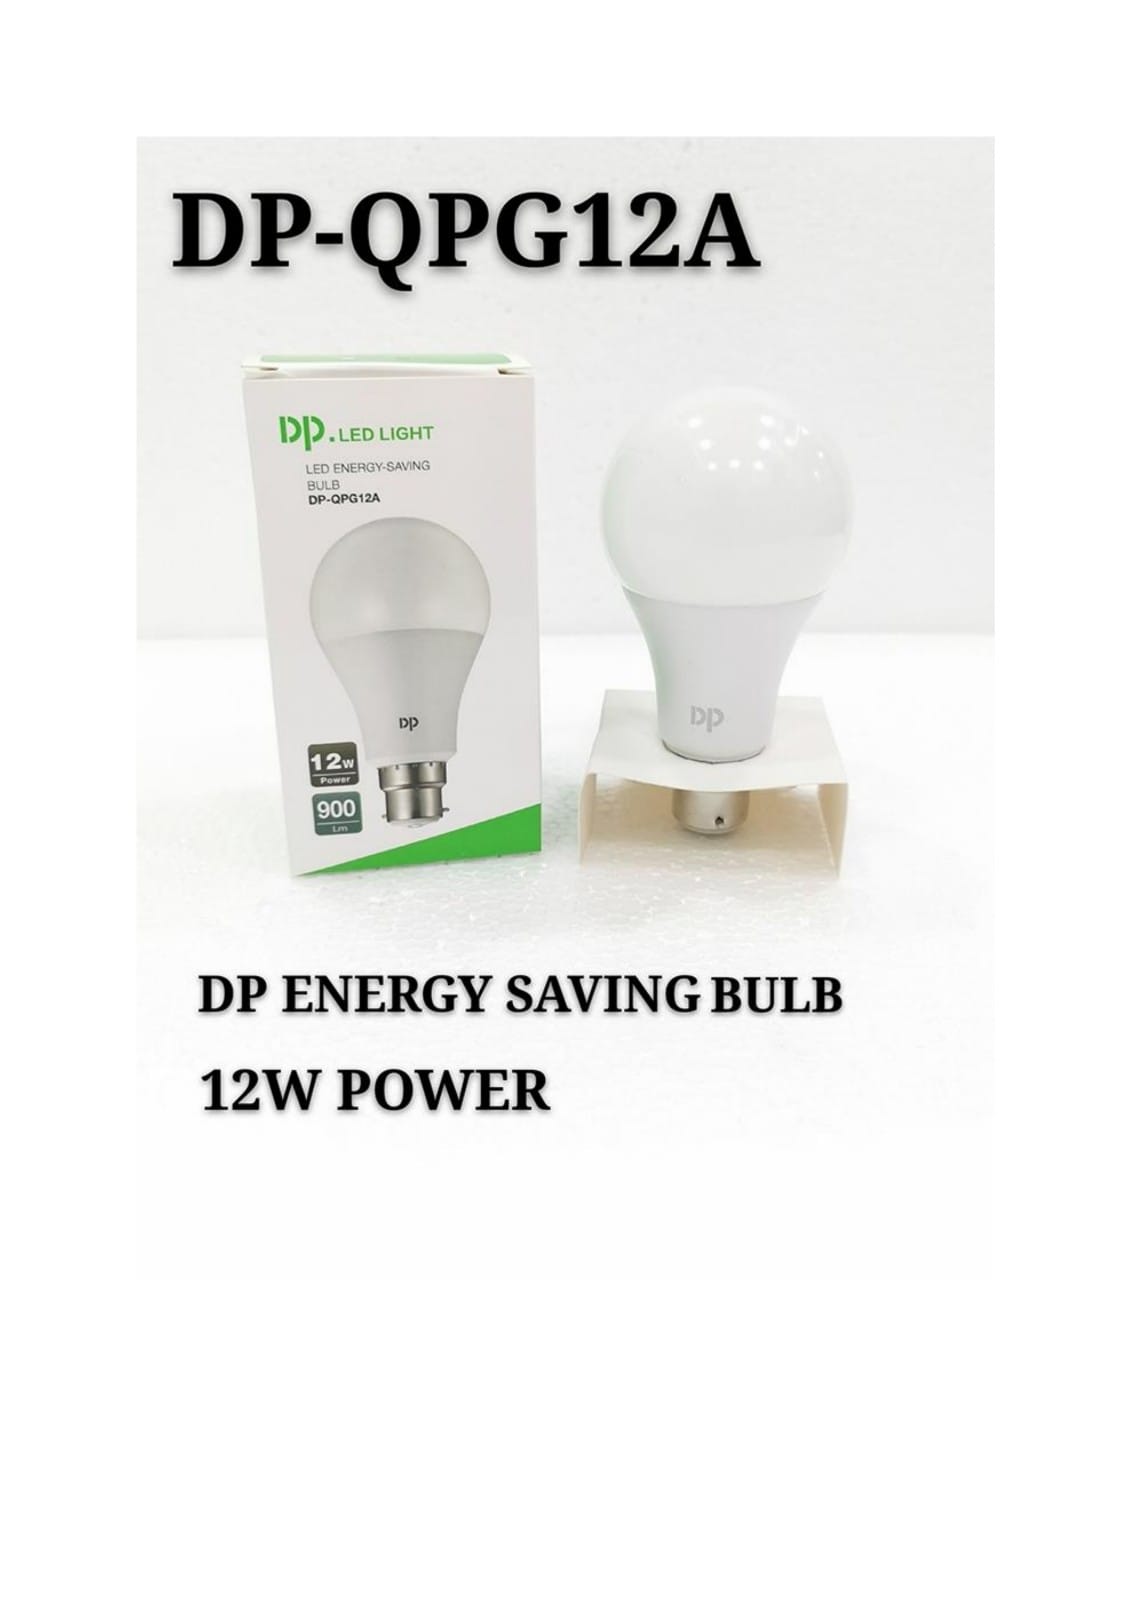 DP-QPG12A
DP.LED LIGHT
LED ENERGY-SAVING
BULB
DP-QPG12A
DP
12W
Power
900
Lm
DP
DP ENERGY SAVING BULB
12W POWER